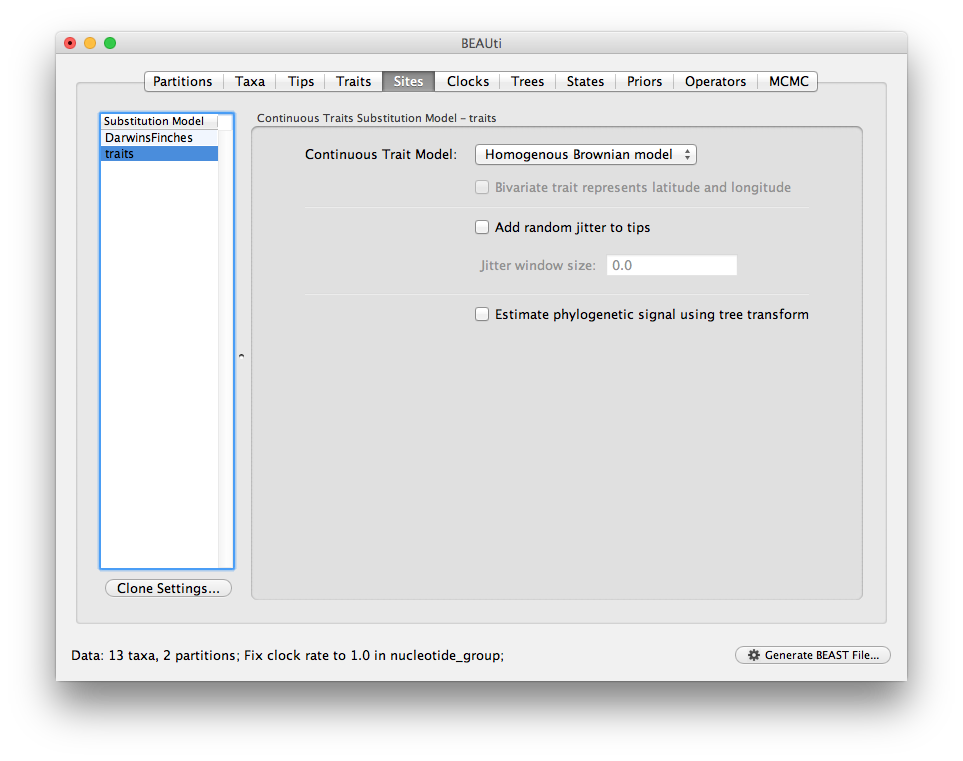 BEAUti
Partitions Taxa Tips Traits Sites Clocks Trees States Priors Operators MCMC
Substitution Model
DarwinsFinches
traits
Clone Settings...
Continuous Traits Substitution Model - traits
Continuous Trait Model: Homogenous Brownian model
Bivariate trait represents latitude and longitude
Add random jitter to tips
Jitter window size: 0.0
Estimate phylogenetic signal using tree transform
Data: 13 taxa, 2 partitions; Fix clock rate to 1.0 in nucleotide_group;
Generate BEAST File...